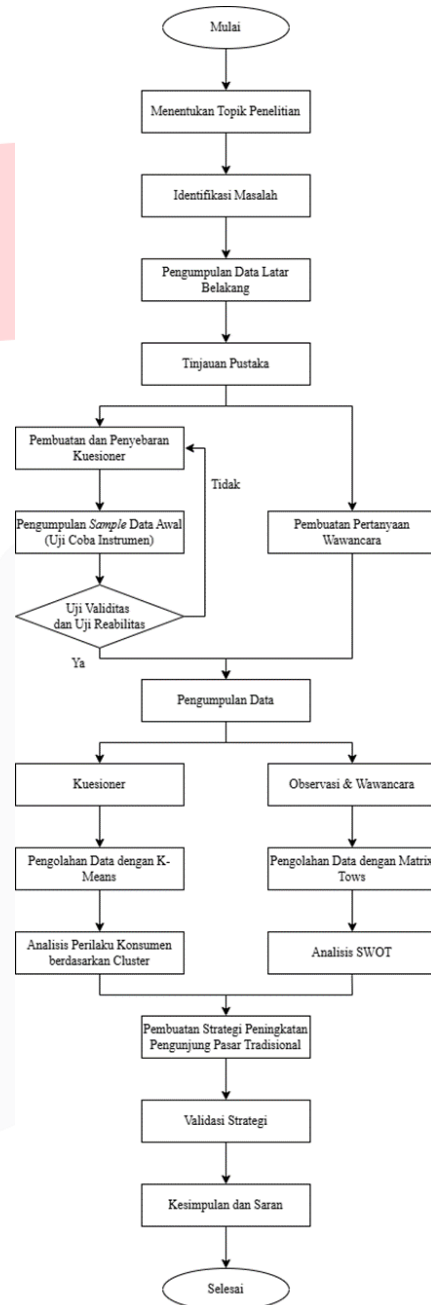 Mulai
Menentukan Topik Penelitian
Identifikasi Masalah
Pengumpulan Data Latar
Belakang
Tinjauan Pustaka
Pembuatan dan Penyebaran
Kuesioner
Tidak
Pengumpulan Sample Data Awal
(Uji Coba Instrumen)
Pembuatan Pertanyaan
Wawancara
Uji Validitas
dan Uji Reabilitas
Ya
Pengumpulan Data
Kuesioner
Observasi & Wawancara
Pengolahan Data dengan K-
Means
Pengolahan Data dengan Matrix
Tows
Analisis Perilaku Konsumen
berdasarkan Cluster
Analisis SWOT
Pembuatan Strategi Peningkatan
Pengunjung Pasar Tradisional
Validasi Strategi
Kesimpulan dan Saran
Selesai